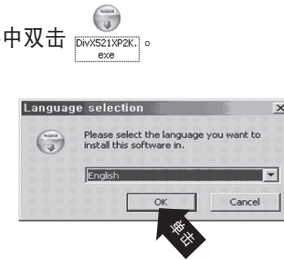 中双击
DivX521XP2K.
exe
。
Language selection
Please select the language you want to
install this software in.
English
OK
Cancel
单击